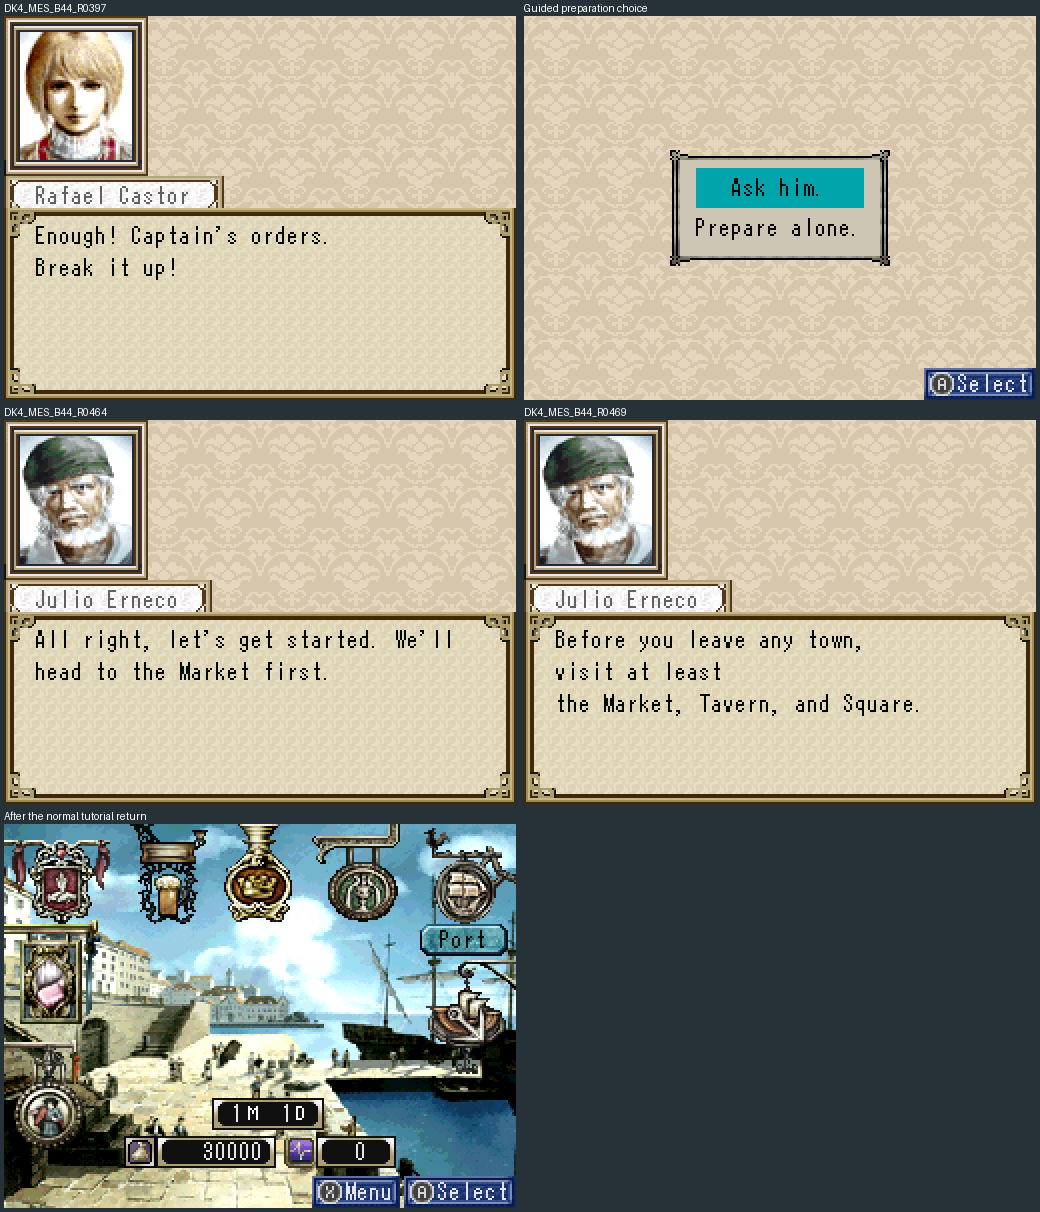 DK4_MES_B44_R0397
Guided preparation choice
Rafael Castor
Enough! Captain's orders.
Break it up!
Ask him.
Prepare alone.
A Select
DK4_MES_B44_R0464
DK4_MES_B44_R0469
Julio Erneco
All right, let's get started. We'll
head to the Market first.
Julio Erneco
Before you leave any town,
visit at least
the Market, Tavern, and Square.
After the normal tutorial return
Port
1M 1D
30000
0
X Menu
A Select